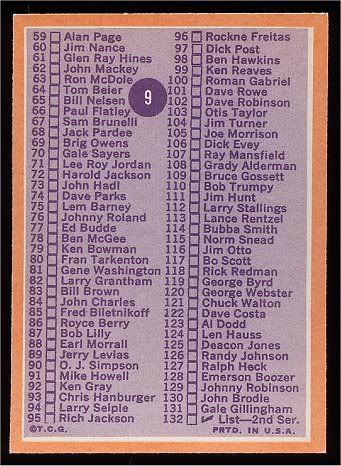 59 Alan Page
60 Jim Nance
61 Glen Ray Hines
62 John Mackey
63 Ron McDole
64 Tom Beier
65 Bill Nelsen
66 Paul Flatley
67 Sam Brunelli
68 Jack Pardee
69 Brig Owens
70 Gale Sayers
71 Lee Roy Jordan
72 Harold Jackson
73 John Hadl
74 Dave Parks
75 Lem Barney
76 Johnny Roland
77 Ed Budde
78 Ben McGee
79 Ken Bowman
80 Fran Tarkenton
81 Gene Washington
82 Larry Grantham
83 Bill Brown
84 John Charles
85 Fred Biletnikoff
86 Royce Berry
87 Bob Lilly
88 Earl Morrall
89 Jerry Levias
90 O. J. Simpson
91 Mike Howell
92 Ken Gray
93 Chris Hanburger
94 Larry Seiple
95 Rich Jackson
©T.C.G.
9
96 Rockne Freitas
97 Dick Post
98 Ben Hawkins
99 Ken Reaves
100 Roman Gabriel
101 Dave Rowe
102 Dave Robinson
103 Otis Taylor
104 Jim Turner
105 Joe Morrison
106 Dick Evey
107 Ray Mansfield
108 Grady Alderman
109 Bruce Gossett
110 Bob Trumpy
111 Jim Hunt
112 Larry Stallings
113 Lance Rentzel
114 Bubba Smith
115 Norm Snead
116 Jim Otto
117 Bo Scott
118 Rick Redman
119 George Byrd
120 George Webster
121 Chuck Walton
122 Dave Costa
123 Al Dodd
124 Len Hauss
125 Deacon Jones
126 Randy Johnson
127 Ralph Heck
128 Emerson Boozer
129 Johnny Robinson
130 John Brodie
131 Gale Gillingham
132 ✓ List—2nd Ser.
PRTD. IN U.S.A.